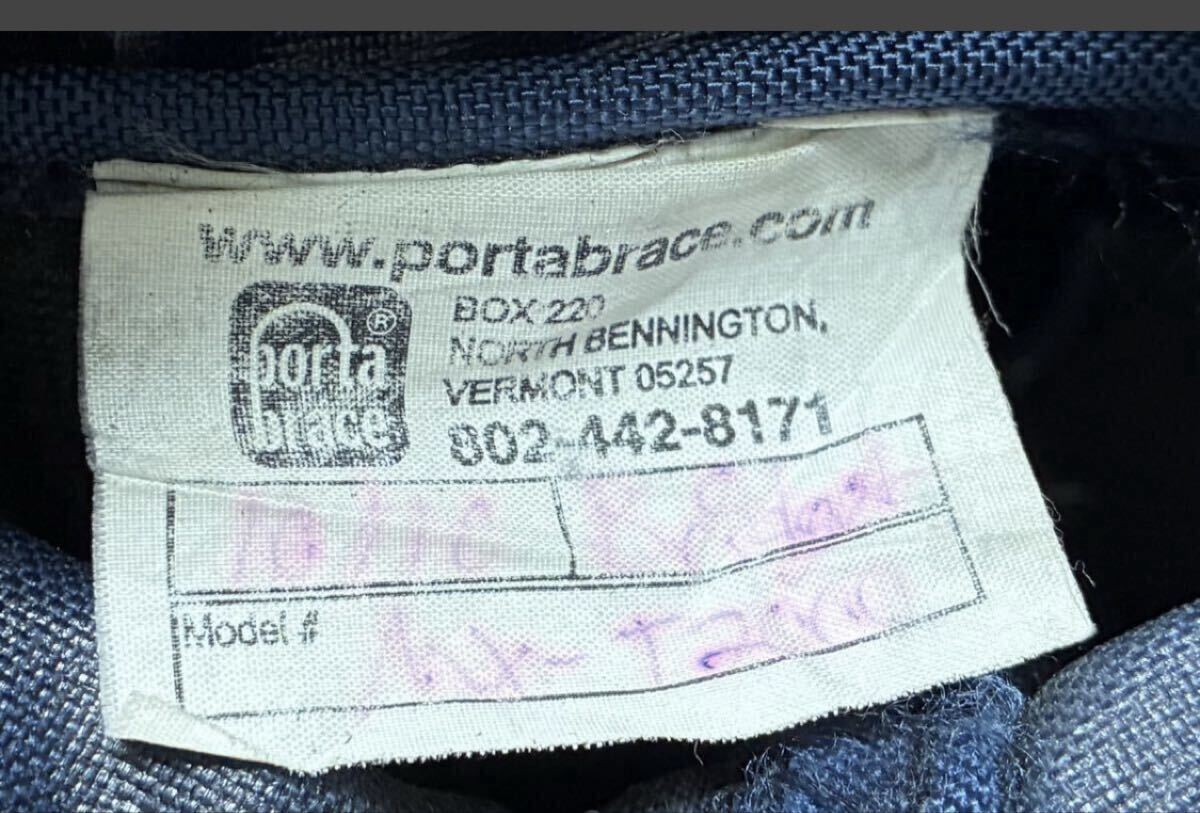 www.portabrace.com
porta
brace
®
BOX 220
NORTH BENNINGTON,
VERMONT 05257
802-442-8171
Model #